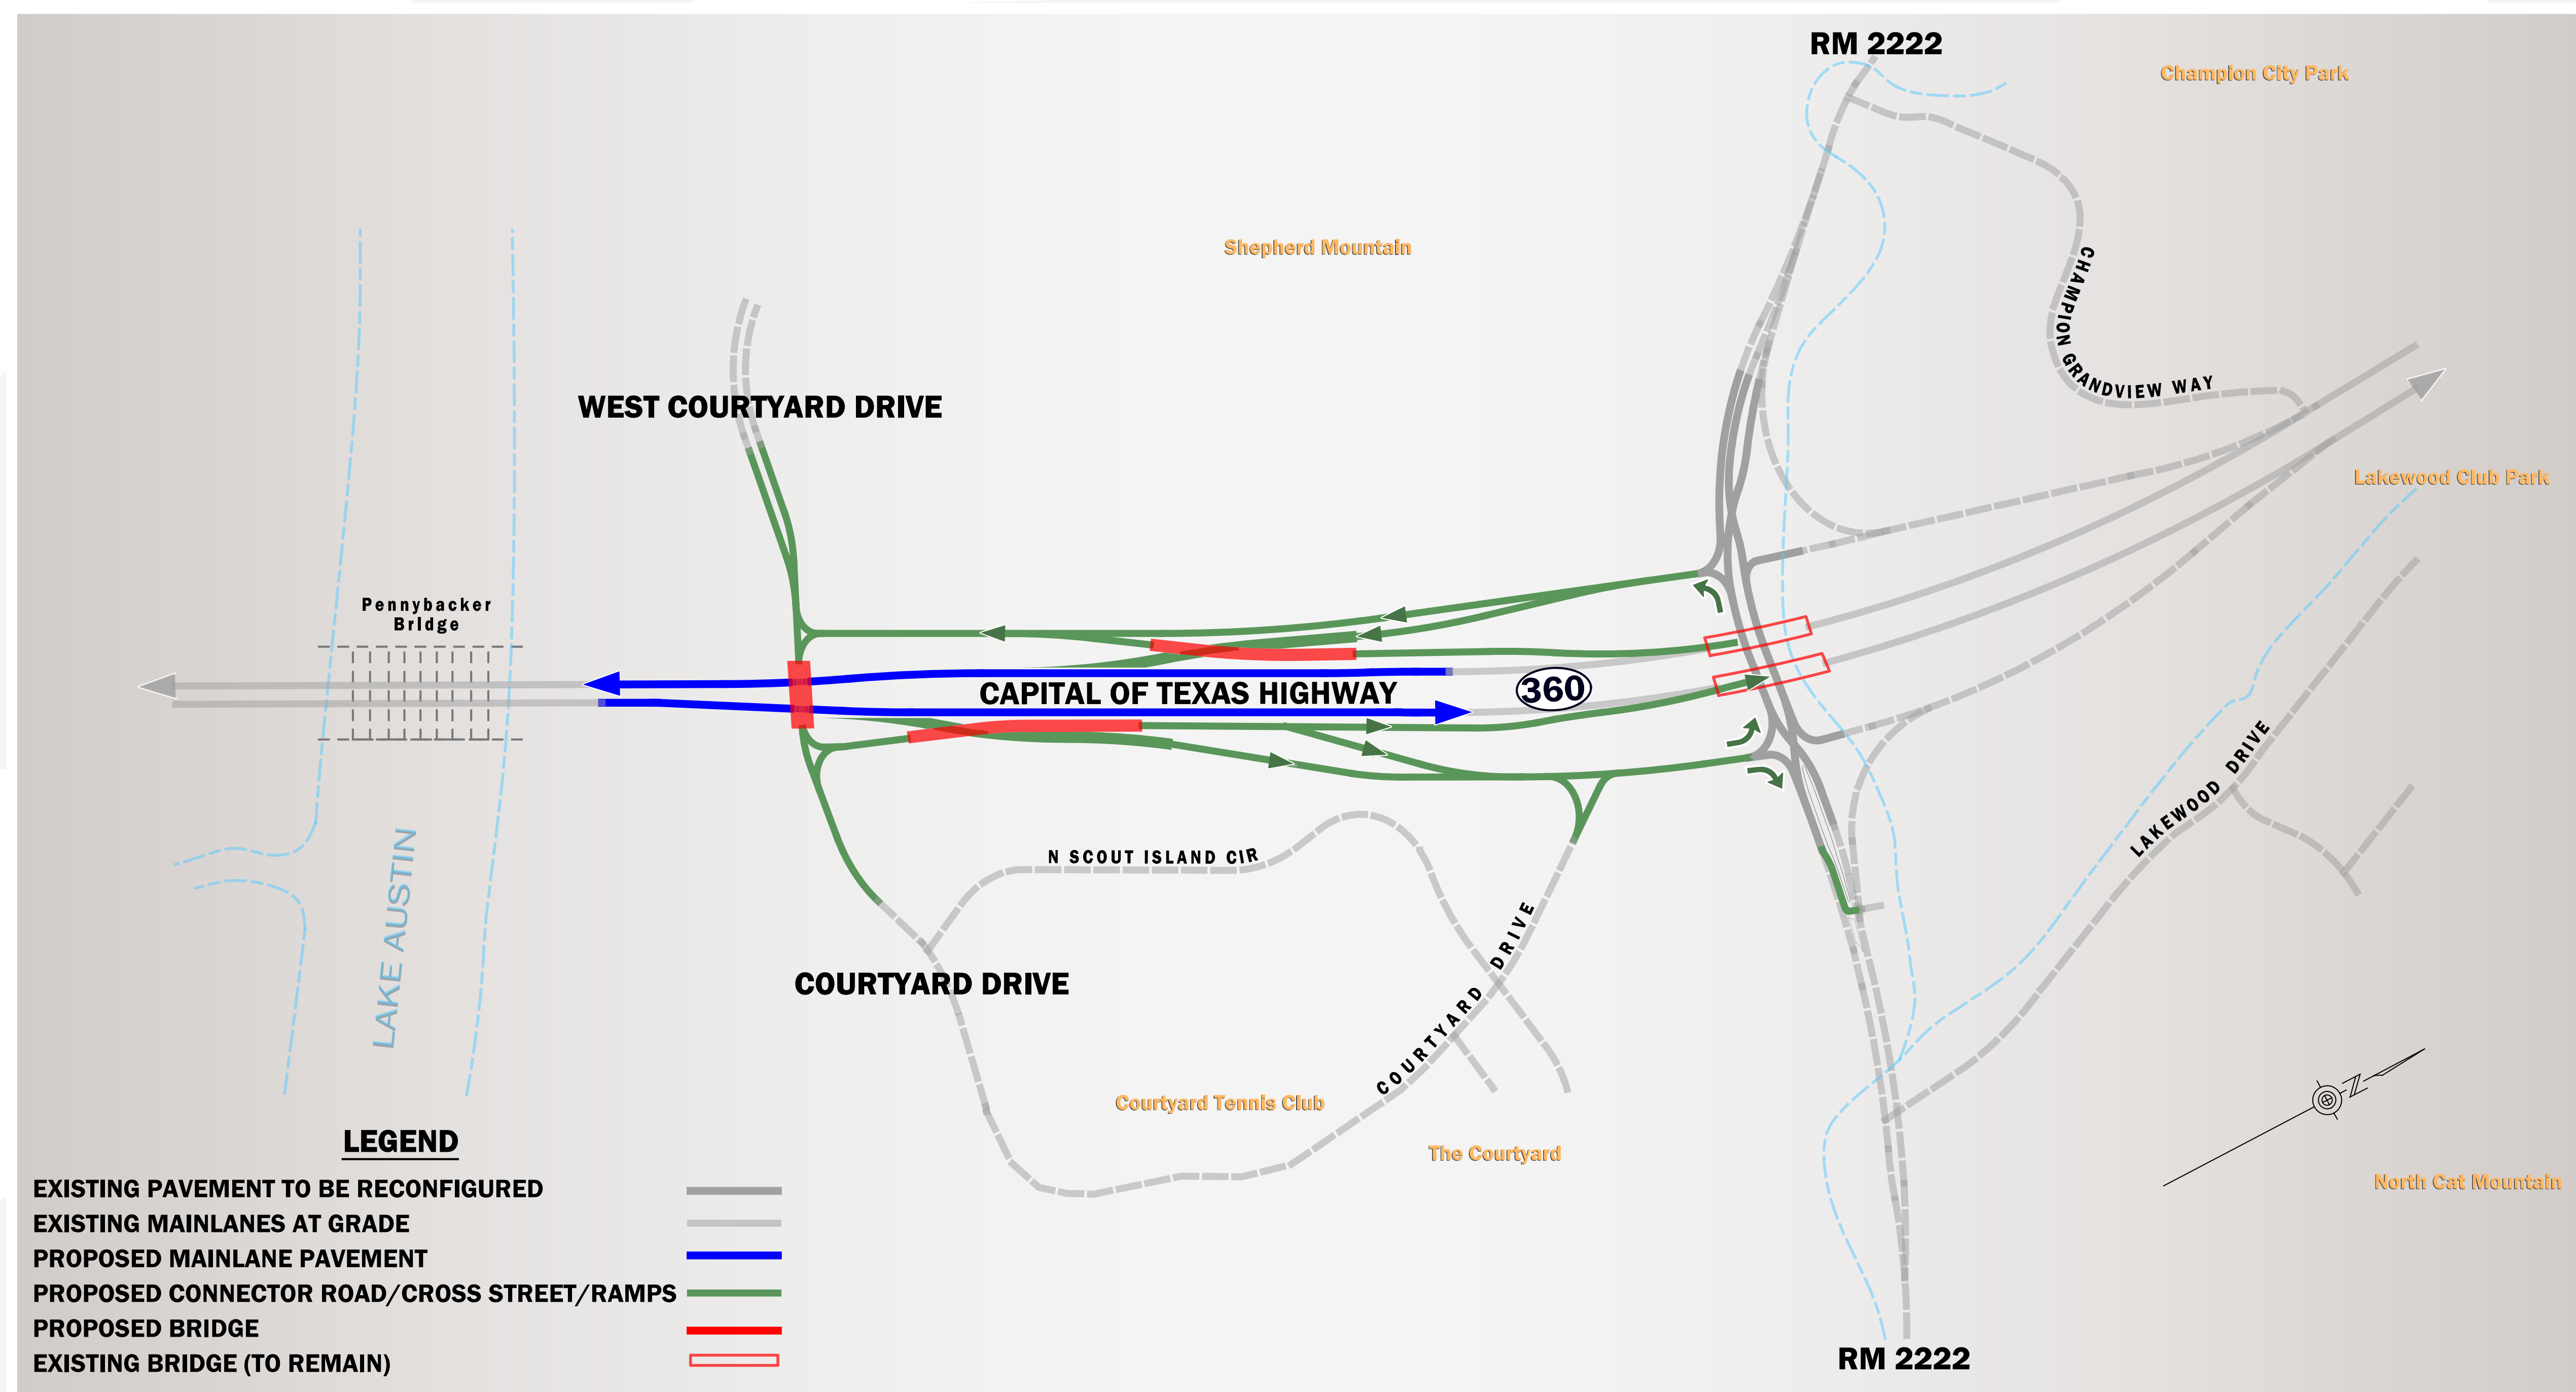 RM 2222
Champion City Park
Shepherd Mountain
CHAMPION GRANDVIEW WAY
WEST COURTYARD DRIVE
Lakewood Club Park
Pennybacker
Bridge
CAPITAL OF TEXAS HIGHWAY
360
LAKEWOOD DRIVE
N SCOUT ISLAND CIR
LAKE AUSTIN
COURTYARD DRIVE
COURTYARD DRIVE
Courtyard Tennis Club
The Courtyard
N
North Cat Mountain
LEGEND
EXISTING PAVEMENT TO BE RECONFIGURED
EXISTING MAINLANES AT GRADE
PROPOSED MAINLANE PAVEMENT
PROPOSED CONNECTOR ROAD/CROSS STREET/RAMPS
PROPOSED BRIDGE
EXISTING BRIDGE (TO REMAIN)
RM 2222